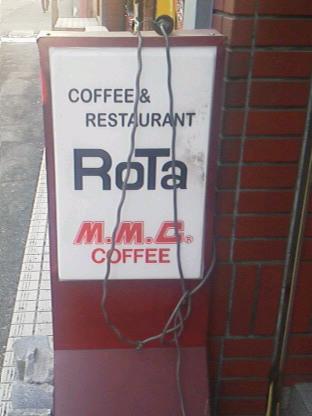 COFFEE &
RESTAURANT
RoTa
M.M.C.®
COFFEE